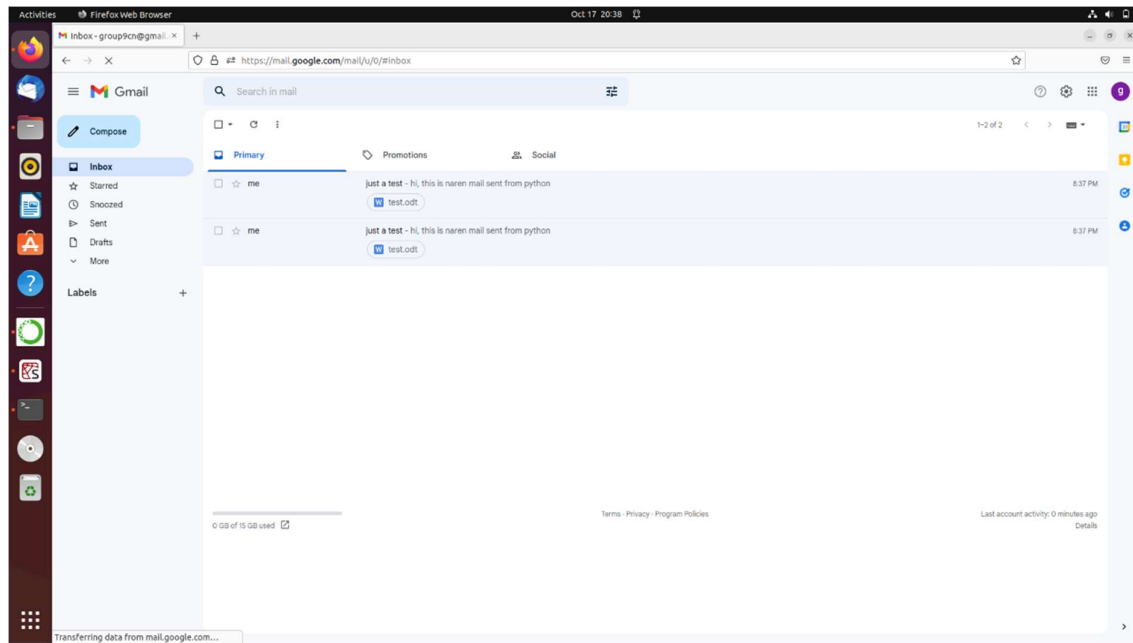 Activities Firefox Web Browser Oct 17 20:38
Inbox - group9cn@gmail. × +
https://mail.google.com/mail/u/0/#inbox
Gmail Search in mail g
Compose 1–2 of 2
Primary Promotions Social
Inbox
Starred
Snoozed
Sent
Drafts
More
Labels +
me just a test - hi, this is naren mail sent from python 8:37 PM
W test.odt
me just a test - hi, this is naren mail sent from python 8:37 PM
W test.odt
0 GB of 15 GB used
Terms · Privacy · Program Policies
Last account activity: 0 minutes ago
Details
Transferring data from mail.google.com...